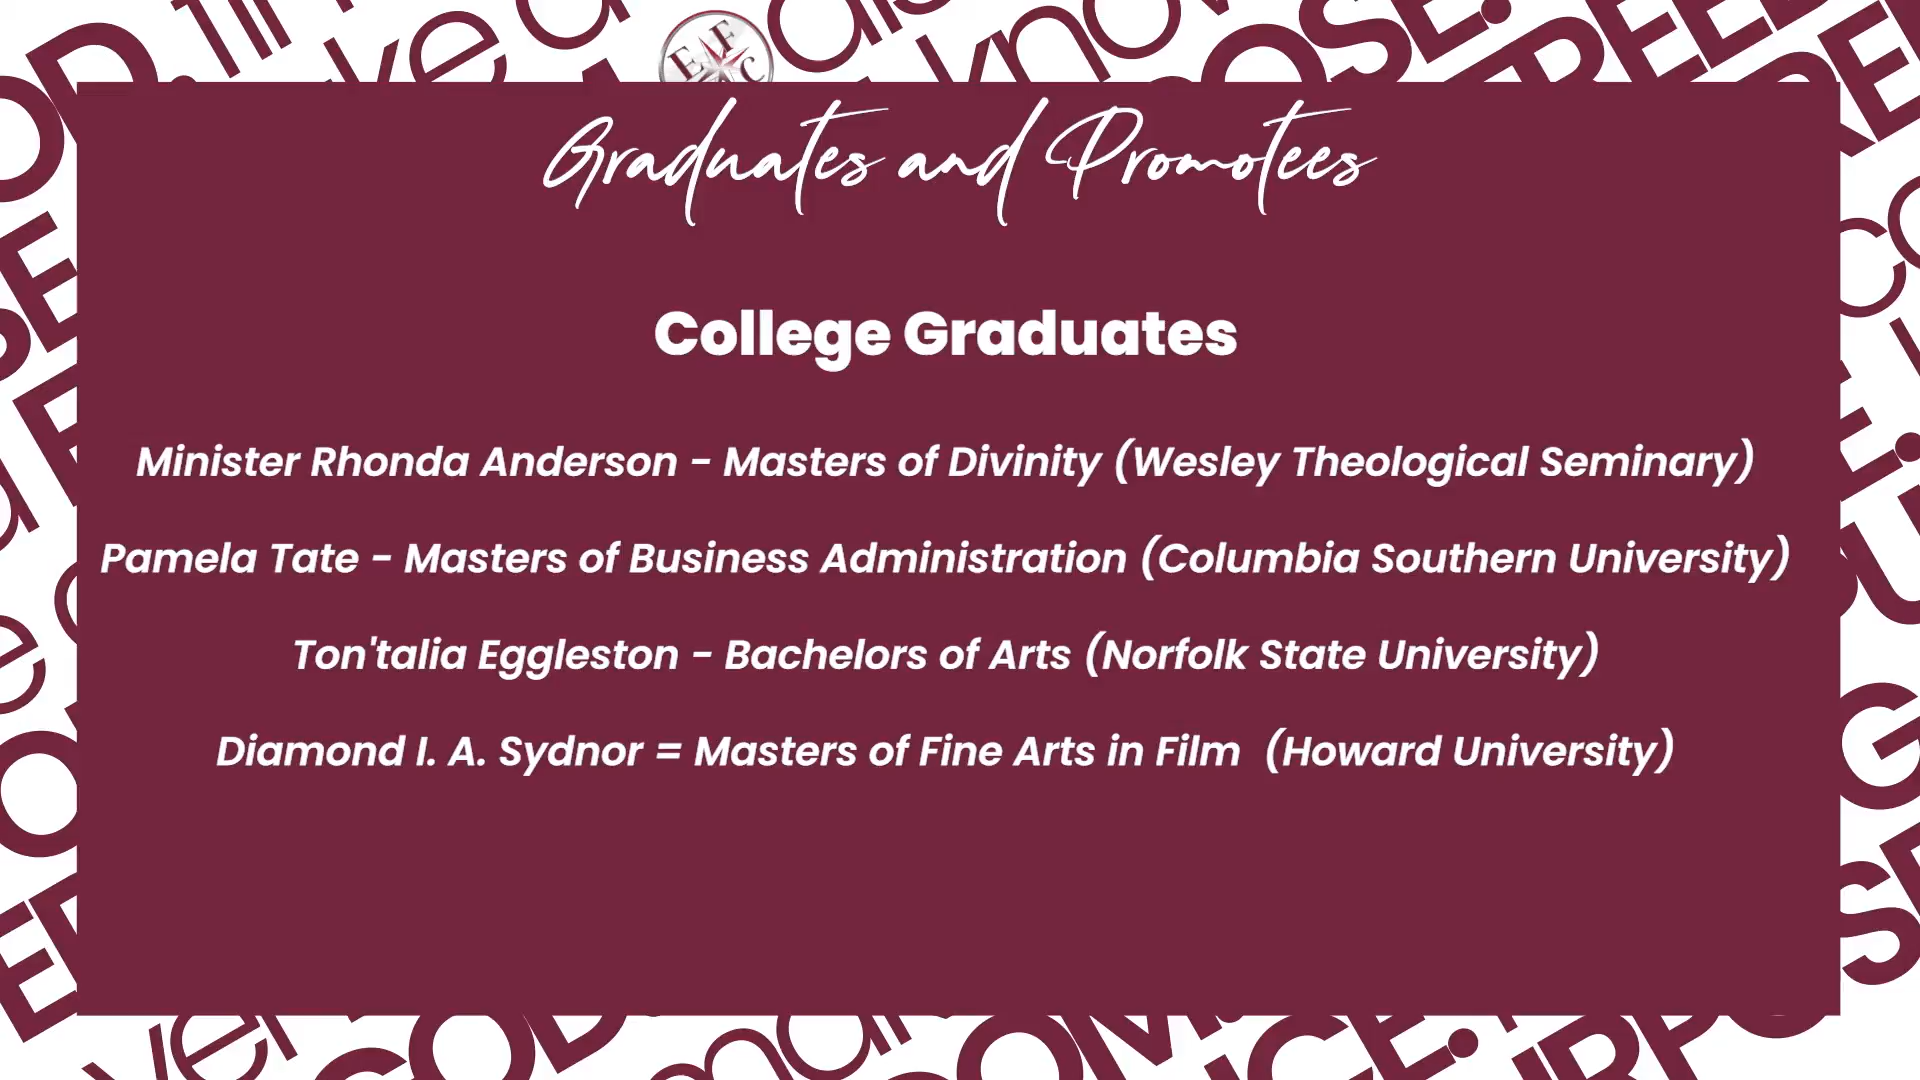 Graduates and Promotees
College Graduates
Minister Rhonda Anderson - Masters of Divinity (Wesley Theological Seminary)
Pamela Tate - Masters of Business Administration (Columbia Southern University)
Ton'talia Eggleston - Bachelors of Arts (Norfolk State University)
Diamond I. A. Sydnor = Masters of Fine Arts in Film (Howard University)